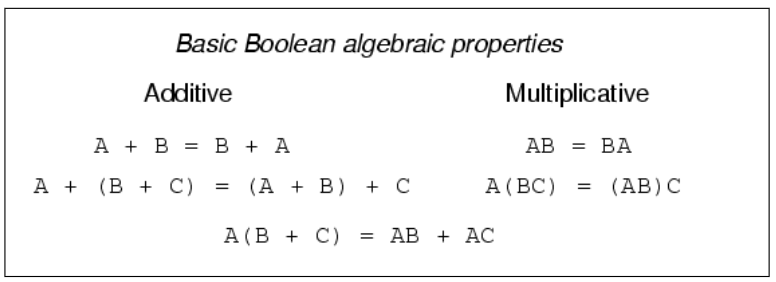 Basic Boolean algebraic properties
Additive Multiplicative
A + B = B + A AB = BA
A + (B + C) = (A + B) + C A(BC) = (AB)C
A(B + C) = AB + AC